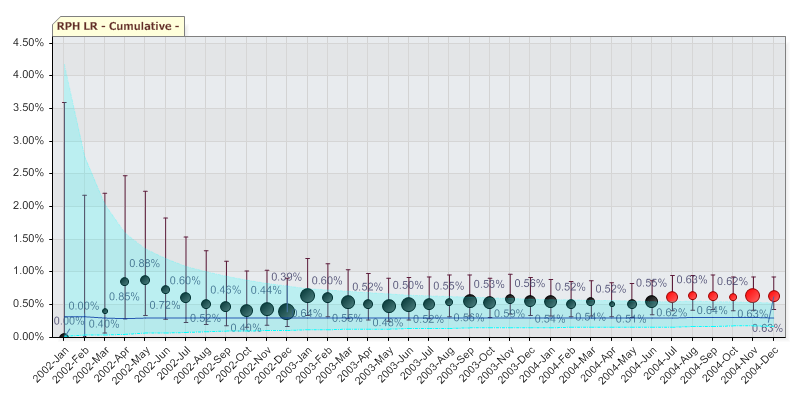 RPH LR - Cumulative -
4.50%
4.00%
3.50%
3.00%
2.50%
2.00%
1.50%
1.00%
0.50%
0.00%
0.00%
0.00%
0.40%
0.85%
0.88%
0.72%
0.60%
0.52%
0.46%
0.44%
0.39%
0.64%
0.60%
0.55%
0.52%
0.48%
0.50%
0.52%
0.55%
0.56%
0.53%
0.59%
0.54%
0.52%
0.54%
0.52%
0.51%
0.62%
0.63%
0.64%
0.62%
0.63%
0.63%
2002-Jan
2002-Feb
2002-Mar
2002-Apr
2002-May
2002-Jun
2002-Jul
2002-Aug
2002-Sep
2002-Oct
2002-Nov
2002-Dec
2003-Jan
2003-Feb
2003-Mar
2003-Apr
2003-May
2003-Jun
2003-Jul
2003-Aug
2003-Sep
2003-Oct
2003-Nov
2003-Dec
2004-Jan
2004-Feb
2004-Mar
2004-Apr
2004-May
2004-Jun
2004-Jul
2004-Aug
2004-Sep
2004-Oct
2004-Nov
2004-Dec